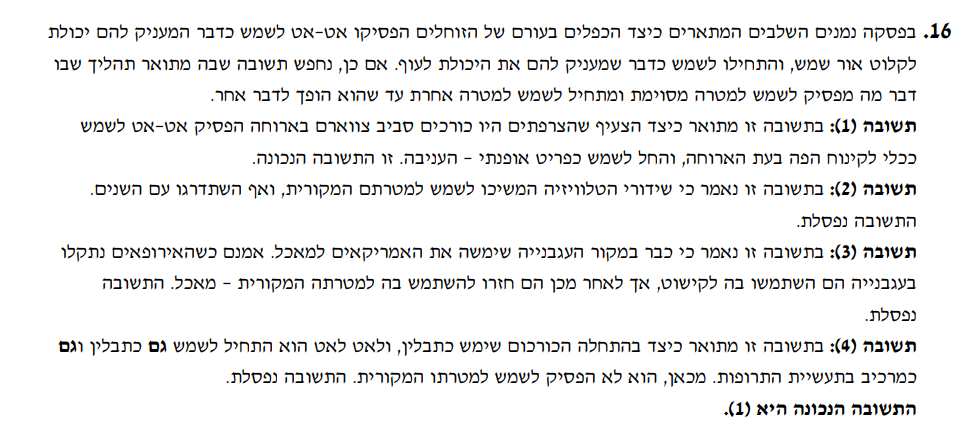 16. בפסקה נמנים השלבים המתארים כיצד הכפלים בעורם של הזוחלים הפסיקו אט-אט לשמש כדבר המעניק להם יכולת
לקלוט אור שמש, והתחילו לשמש כדבר שמעניק להם את היכולת לעוף. אם כן, נחפש תשובה שבה מתואר תהליך שבו
דבר מה מפסיק לשמש למטרה מסוימת ומתחיל לשמש למטרה אחרת עד שהוא הופך לדבר אחר.
תשובה (1): בתשובה זו מתואר כיצד הצעיף שהצרפתים היו כורכים סביב צווארם בארוחה הפסיק אט-אט לשמש
ככלי לקינוח הפה בעת הארוחה, והחל לשמש כפריט אופנתי - העניבה. זו התשובה הנכונה.
תשובה (2): בתשובה זו נאמר כי שידורי הטלוויזיה המשיכו לשמש למטרתם המקורית, ואף השתדרגו עם השנים.
התשובה נפסלת.
תשובה (3): בתשובה זו נאמר כי כבר במקור העגבנייה שימשה את האמריקאים למאכל. אמנם כשהאירופאים נתקלו
בעגבנייה הם השתמשו בה לקישוט, אך לאחר מכן הם חזרו להשתמש בה למטרתה המקורית - מאכל. התשובה
נפסלת.
תשובה (4): בתשובה זו מתואר כיצד בהתחלה הכורכום שימש כתבלין, ולאט לאט הוא התחיל לשמש גם כתבלין וגם
כמרכיב בתעשיית התרופות. מכאן, הוא לא הפסיק לשמש למטרתו המקורית. התשובה נפסלת.
התשובה הנכונה היא (1).